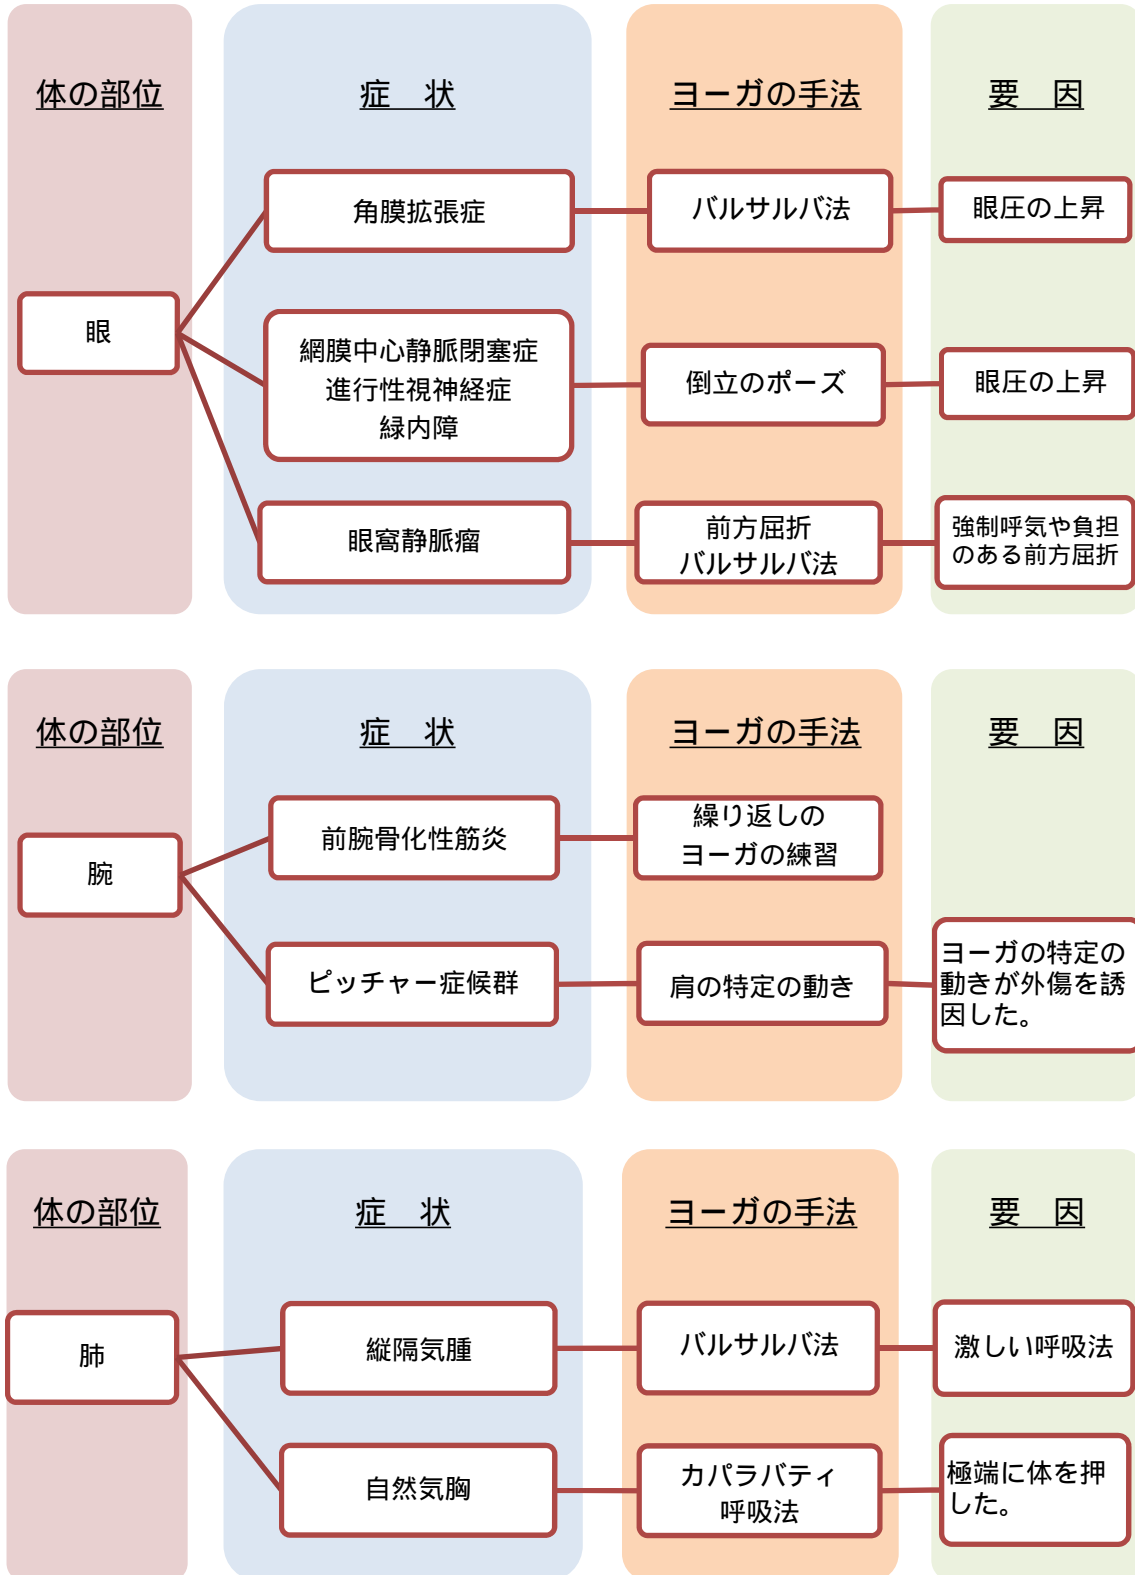 体の部位
症　状
ヨーガの手法
要　因
眼
角膜拡張症
バルサルバ法
眼圧の上昇
網膜中心静脈閉塞症
進行性視神経症
緑内障
倒立のポーズ
眼圧の上昇
眼窩静脈瘤
前方屈折
バルサルバ法
強制呼気や負担
のある前方屈折
体の部位
症　状
ヨーガの手法
要　因
腕
前腕骨化性筋炎
繰り返しの
ヨーガの練習
ピッチャー症候群
肩の特定の動き
ヨーガの特定の
動きが外傷を誘
因した。
体の部位
症　状
ヨーガの手法
要　因
肺
縦隔気腫
バルサルバ法
激しい呼吸法
自然気胸
カパラバティ
呼吸法
極端に体を押
した。